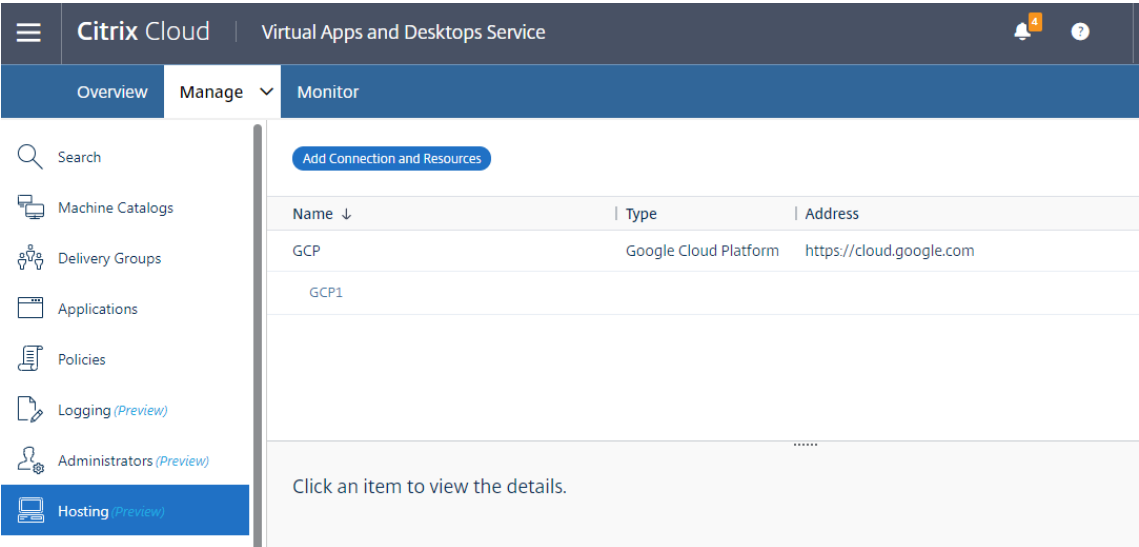 Citrix Cloud | Virtual Apps and Desktops Service 4 ?
Overview Manage Monitor
Search
Machine Catalogs
Delivery Groups
Applications
Policies
Logging (Preview)
Administrators (Preview)
Hosting (Preview)
Add Connection and Resources
Name ↓ Type Address
GCP Google Cloud Platform https://cloud.google.com
GCP1
Click an item to view the details.